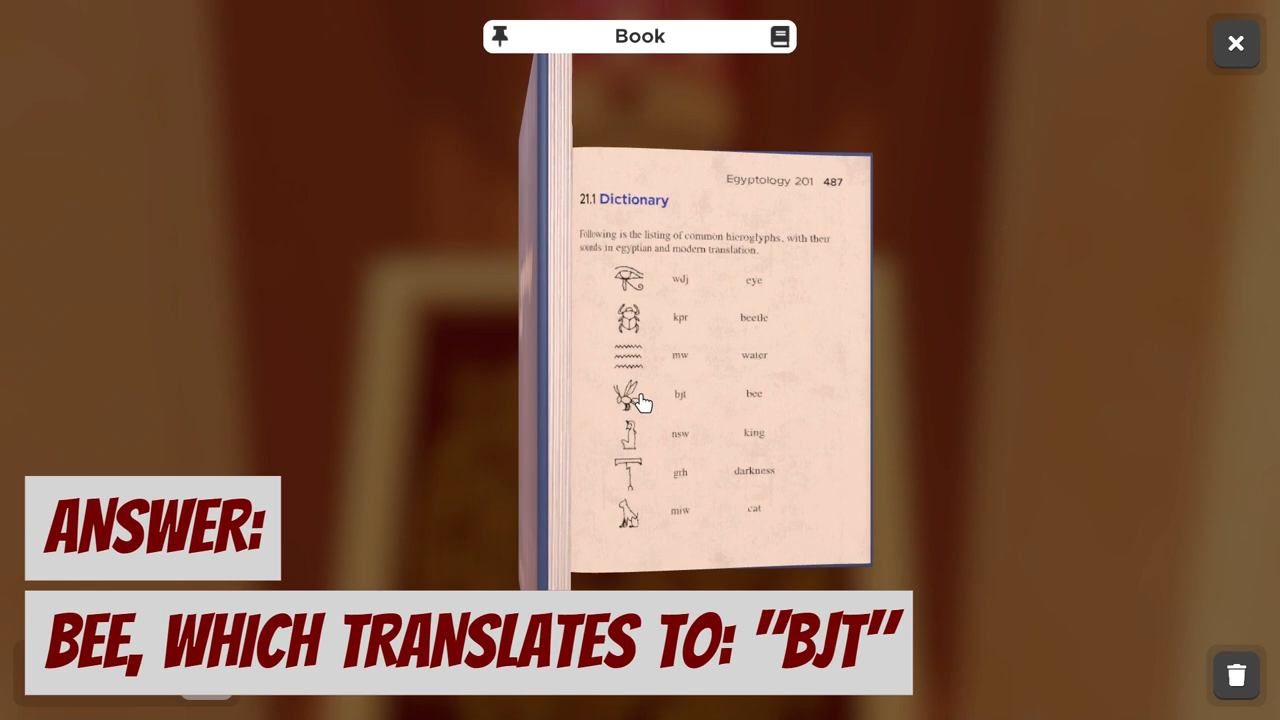 Book
Egyptology 201 487
21.1 Dictionary
Following is the listing of common hieroglyphs, with their
sounds in egyptian and modern translation.
wdj eye
kpr beetle
mw water
bjt bee
nsw king
grh darkness
miw cat
ANSWER:
BEE, WHICH TRANSLATES TO: "BJT"